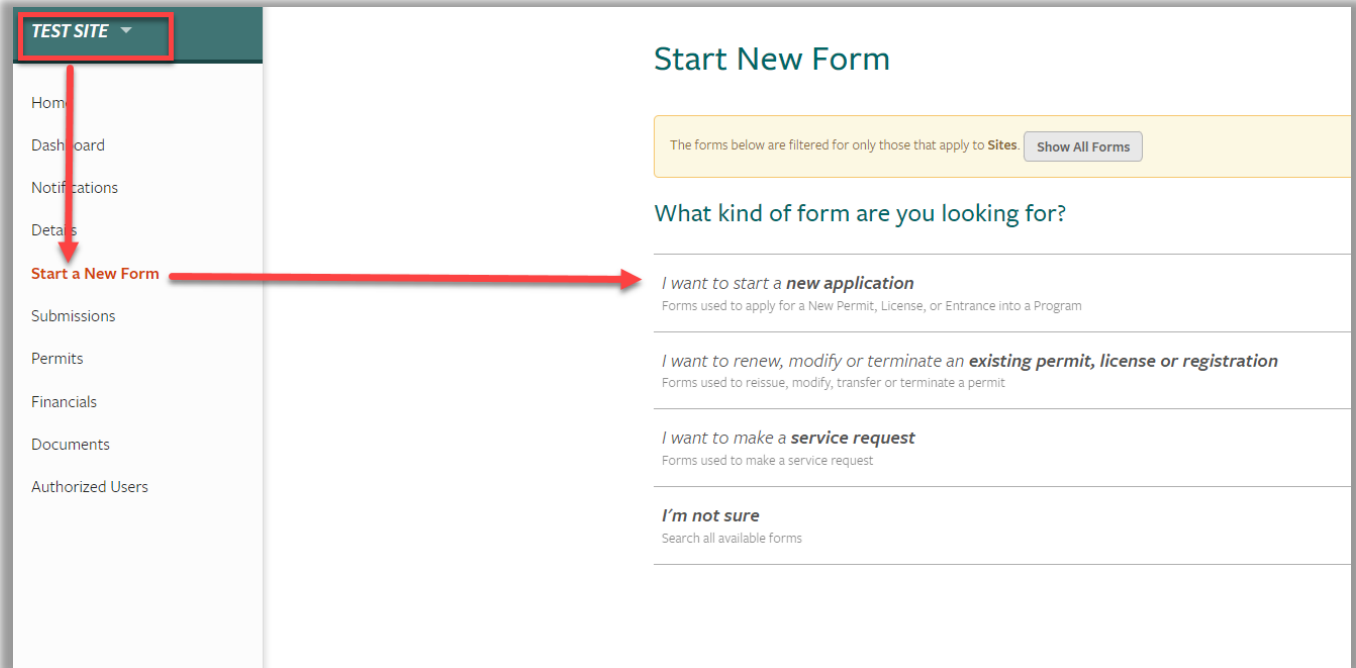 TEST SITE
Home
Dashboard
Notifications
Details
Start a New Form
Submissions
Permits
Financials
Documents
Authorized Users
Start New Form
The forms below are filtered for only those that apply to Sites. Show All Forms
What kind of form are you looking for?
I want to start a new application
Forms used to apply for a New Permit, License, or Entrance into a Program
I want to renew, modify or terminate an existing permit, license or registration
Forms used to reissue, modify, transfer or terminate a permit
I want to make a service request
Forms used to make a service request
I'm not sure
Search all available forms